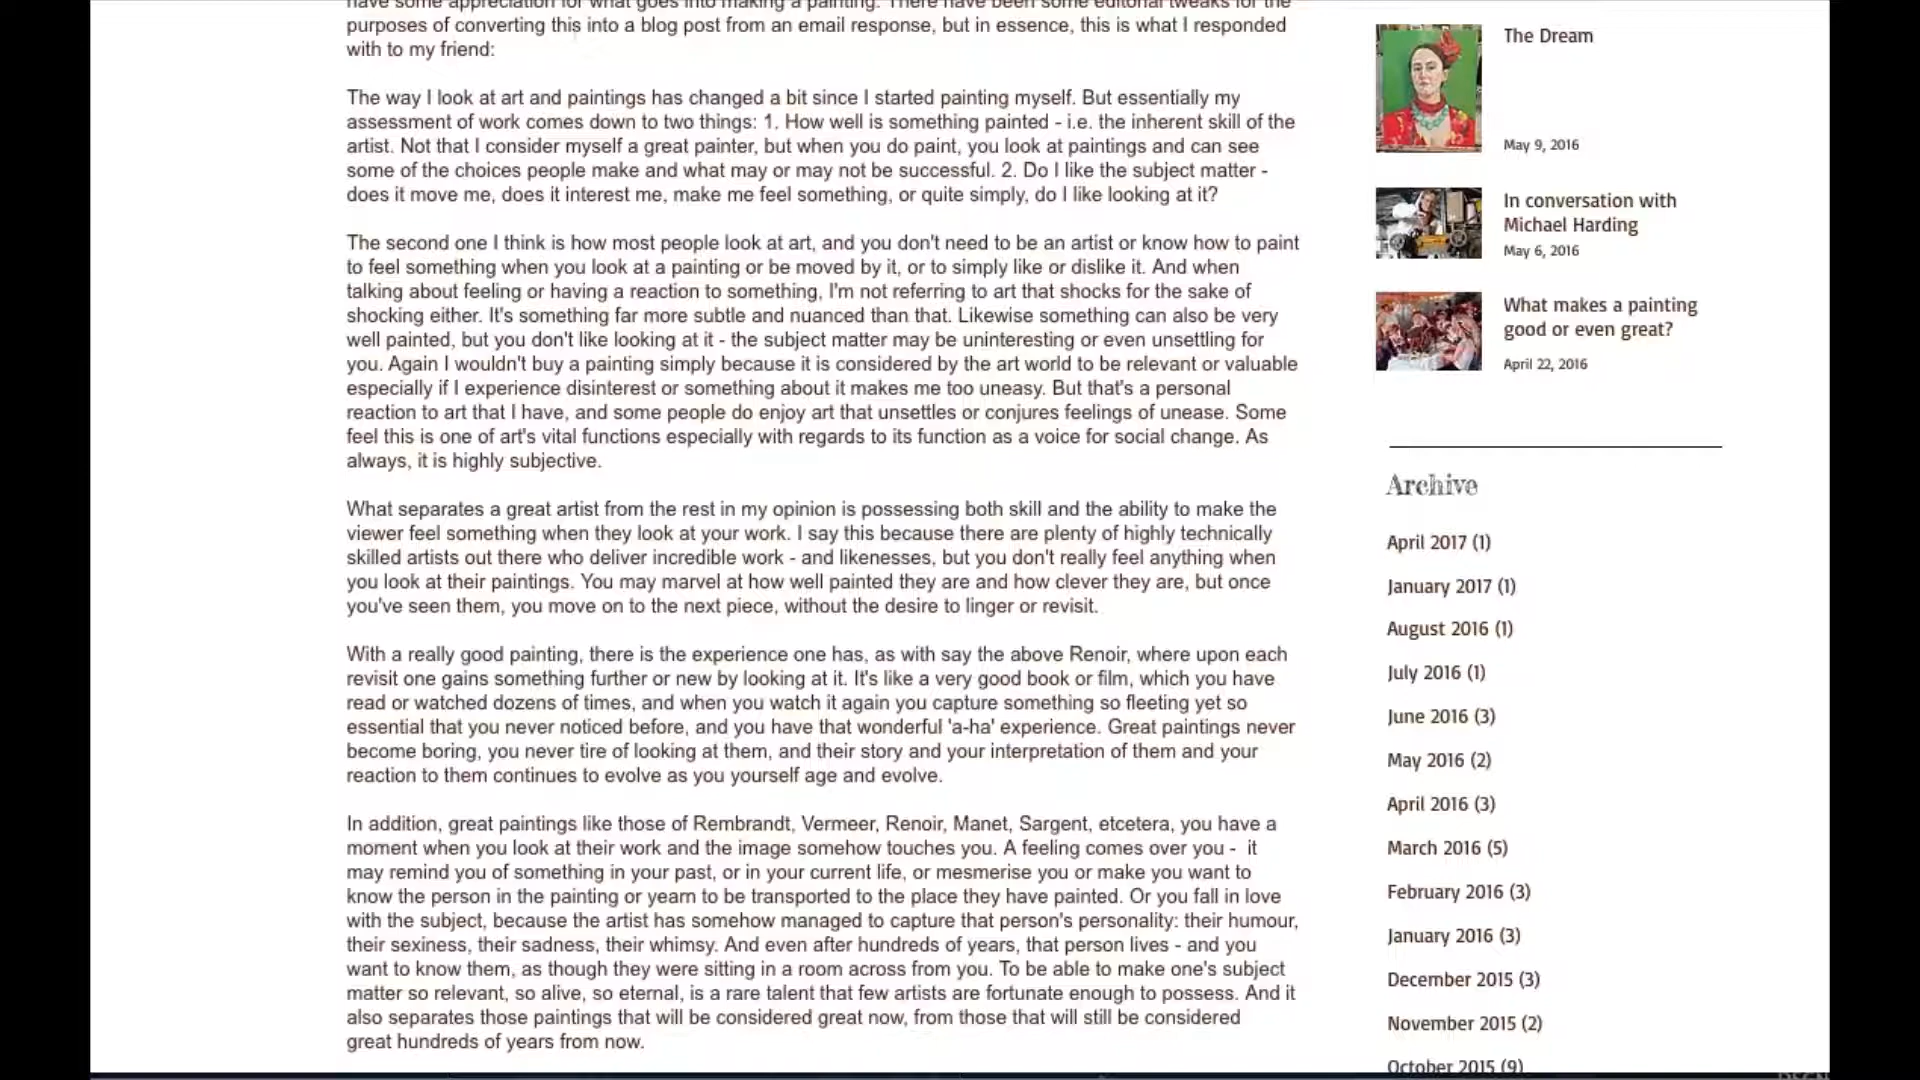 have some appreciation for what goes into making a painting. There have been some editorial tweaks for the
purposes of converting this into a blog post from an email response, but in essence, this is what I responded
with to my friend:
The way I look at art and paintings has changed a bit since I started painting myself. But essentially my
assessment of work comes down to two things: 1. How well is something painted - i.e. the inherent skill of the
artist. Not that I consider myself a great painter, but when you do paint, you look at paintings and can see
some of the choices people make and what may or may not be successful. 2. Do I like the subject matter -
does it move me, does it interest me, make me feel something, or quite simply, do I like looking at it?
The second one I think is how most people look at art, and you don't need to be an artist or know how to paint
to feel something when you look at a painting or be moved by it, or to simply like or dislike it. And when
talking about feeling or having a reaction to something, I'm not referring to art that shocks for the sake of
shocking either. It's something far more subtle and nuanced than that. Likewise something can also be very
well painted, but you don't like looking at it - the subject matter may be uninteresting or even unsettling for
you. Again I wouldn't buy a painting simply because it is considered by the art world to be relevant or valuable
especially if I experience disinterest or something about it makes me too uneasy. But that's a personal
reaction to art that I have, and some people do enjoy art that unsettles or conjures feelings of unease. Some
feel this is one of art's vital functions especially with regards to its function as a voice for social change. As
always, it is highly subjective.
What separates a great artist from the rest in my opinion is possessing both skill and the ability to make the
viewer feel something when they look at your work. I say this because there are plenty of highly technically
skilled artists out there who deliver incredible work - and likenesses, but you don't really feel anything when
you look at their paintings. You may marvel at how well painted they are and how clever they are, but once
you've seen them, you move on to the next piece, without the desire to linger or revisit.
With a really good painting, there is the experience one has, as with say the above Renoir, where upon each
revisit one gains something further or new by looking at it. It's like a very good book or film, which you have
read or watched dozens of times, and when you watch it again you capture something so fleeting yet so
essential that you never noticed before, and you have that wonderful 'a-ha' experience. Great paintings never
become boring, you never tire of looking at them, and their story and your interpretation of them and your
reaction to them continues to evolve as you yourself age and evolve.
In addition, great paintings like those of Rembrandt, Vermeer, Renoir, Manet, Sargent, etcetera, you have a
moment when you look at their work and the image somehow touches you. A feeling comes over you - it
may remind you of something in your past, or in your current life, or mesmerise you or make you want to
know the person in the painting or yearn to be transported to the place they have painted. Or you fall in love
with the subject, because the artist has somehow managed to capture that person's personality: their humour,
their sexiness, their sadness, their whimsy. And even after hundreds of years, that person lives - and you
want to know them, as though they were sitting in a room across from you. To be able to make one's subject
matter so relevant, so alive, so eternal, is a rare talent that few artists are fortunate enough to possess. And it
also separates those paintings that will be considered great now, from those that will still be considered
great hundreds of years from now.
The Dream
May 9, 2016
In conversation with
Michael Harding
May 6, 2016
What makes a painting
good or even great?
April 22, 2016
Archive
April 2017 (1)
January 2017 (1)
August 2016 (1)
July 2016 (1)
June 2016 (3)
May 2016 (2)
April 2016 (3)
March 2016 (5)
February 2016 (3)
January 2016 (3)
December 2015 (3)
November 2015 (2)
October 2015 (9)